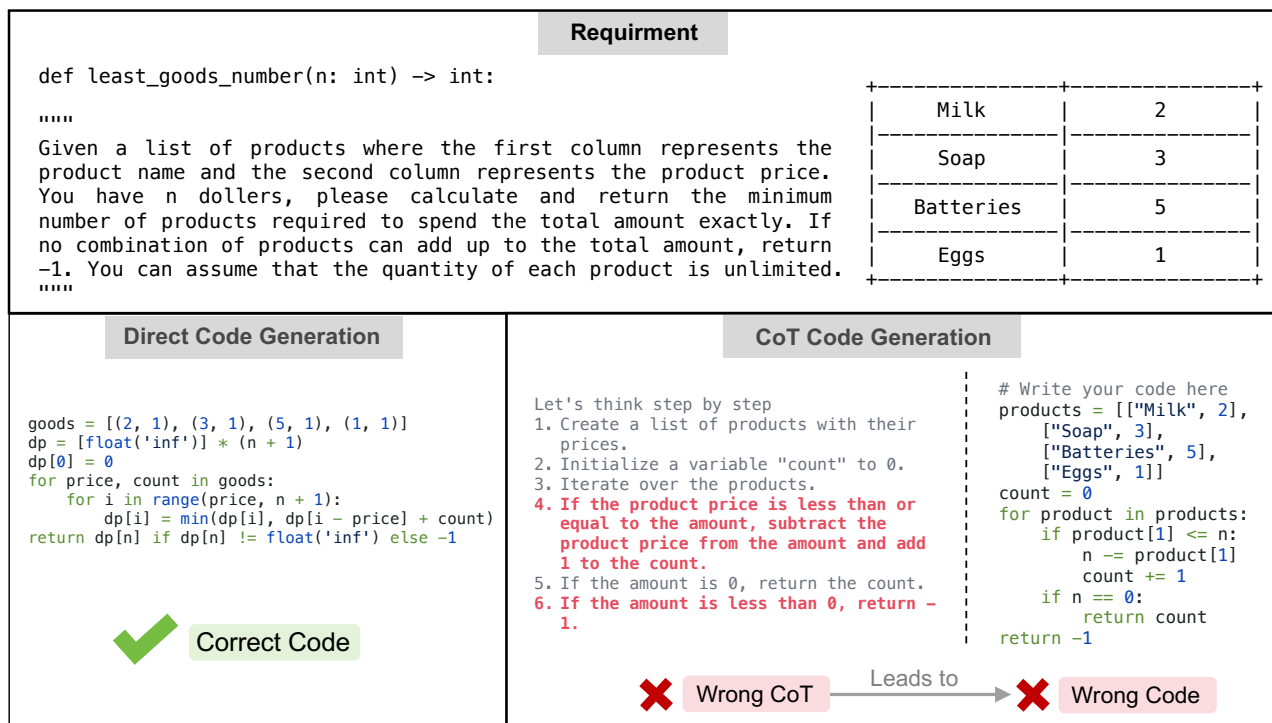 Requirment
def least_goods_number(n: int) —> int:
"""
Given a list of products where the first column represents the
product name and the second column represents the product price.
You have n dollers, please calculate and return the minimum
number of products required to spend the total amount exactly. If
no combination of products can add up to the total amount, return
−1. You can assume that the quantity of each product is unlimited.
"""
+---------------+---------------+
| Milk | 2 |
|---------------|---------------|
| Soap | 3 |
|---------------|---------------|
| Batteries | 5 |
|---------------|---------------|
| Eggs | 1 |
+---------------+---------------+
Direct Code Generation
goods = [(2, 1), (3, 1), (5, 1), (1, 1)]
dp = [float('inf')] * (n + 1)
dp[0] = 0
for price, count in goods:
    for i in range(price, n + 1):
        dp[i] = min(dp[i], dp[i − price] + count)
return dp[n] if dp[n] != float('inf') else −1
Correct Code
CoT Code Generation
Let's think step by step
1. Create a list of products with their
prices.
2. Initialize a variable "count" to 0.
3. Iterate over the products.
4. If the product price is less than or
equal to the amount, subtract the
product price from the amount and add
1 to the count.
5. If the amount is 0, return the count.
6. If the amount is less than 0, return −
1.
# Write your code here
products = [["Milk", 2],
    ["Soap", 3],
    ["Batteries", 5],
    ["Eggs", 1]]
count = 0
for product in products:
    if product[1] <= n:
        n −= product[1]
        count += 1
    if n == 0:
        return count
return −1
Wrong CoT
Leads to
Wrong Code